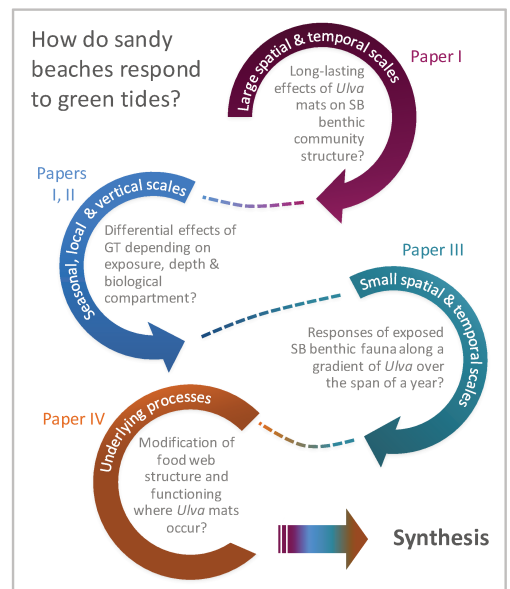 How do sandy
beaches respond
to green tides?
Large spatial & temporal scales
Paper I
Long-lasting
effects of Ulva
mats on SB
benthic
community
structure?
Papers
I, II
Seasonal, local & vertical scales
Differential effects of
GT depending on
exposure, depth &
biological
compartment?
Paper III
Small spatial & temporal scales
Responses of exposed
SB benthic fauna along a
gradient of Ulva over
the span of a year?
Paper IV
Underlying processes
Modification of
food web
structure and
functioning
where Ulva mats
occur?
Synthesis